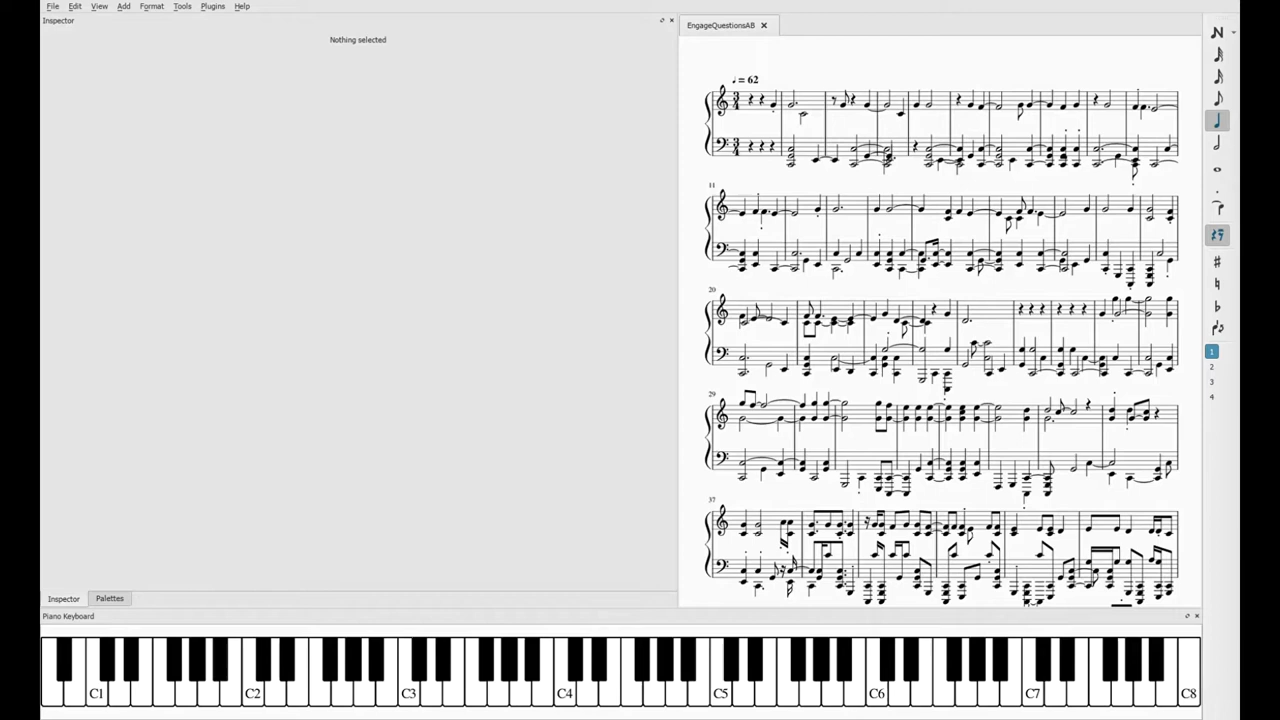 File Edit View Add Format Tools Plugins Help
Inspector
EngageQuestionsAB
Nothing selected
♩ = 62
11
20
29
37
1
2
3
4
Inspector Palettes
Piano Keyboard
C1 C2 C3 C4 C5 C6 C7 C8